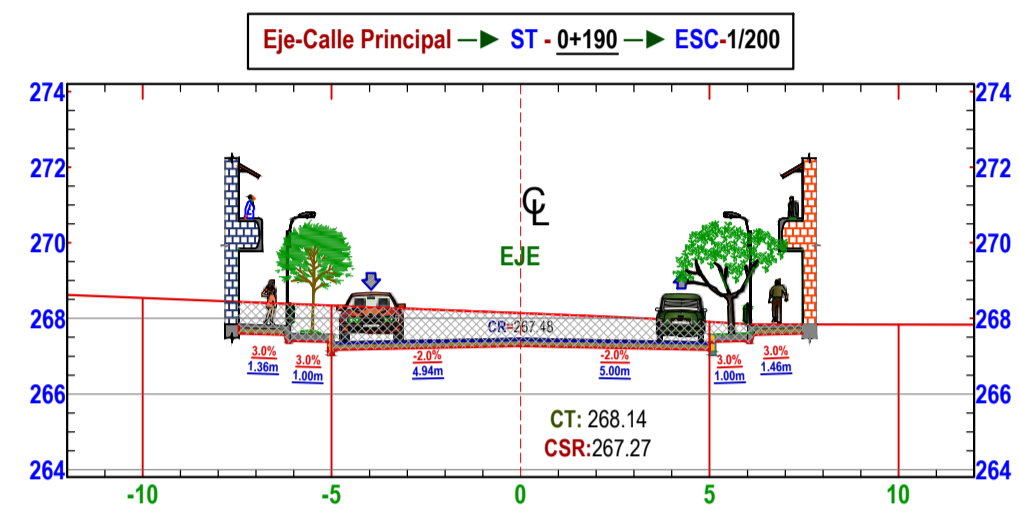 Eje-Calle Principal → ST - 0+190 → ESC-1/200
274 274
272 272
270 270
268 268
266 266
264 264
CL
EJE
CR=267.48
3.0% 3.0% -2.0% -2.0% 3.0% 3.0%
1.36m 1.00m 4.94m 5.00m 1.00m 1.46m
CT: 268.14
CSR:267.27
-10 -5 0 5 10